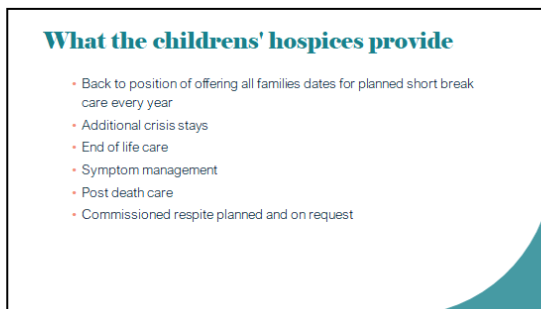 What the childrens' hospices provide
• Back to position of offering all families dates for planned short break
care every year
• Additional crisis stays
• End of life care
• Symptom management
• Post death care
• Commissioned respite planned and on request